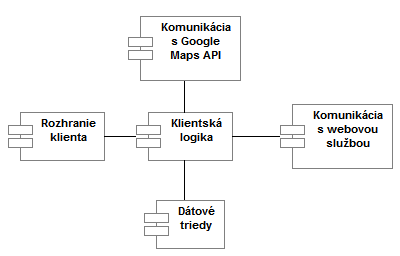 Komunikácia
s Google
Maps API
Rozhranie
klienta
Klientská
logika
Komunikácia
s webovou
službou
Dátové
triedy